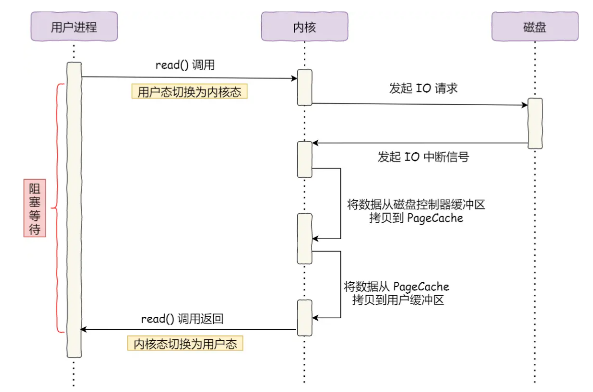 用户进程
内核
磁盘
read() 调用
用户态切换为内核态
发起 IO 请求
发起 IO 中断信号
阻塞等待
将数据从磁盘控制器缓冲区
拷贝到 PageCache
将数据从 PageCache
拷贝到用户缓冲区
read() 调用返回
内核态切换为用户态